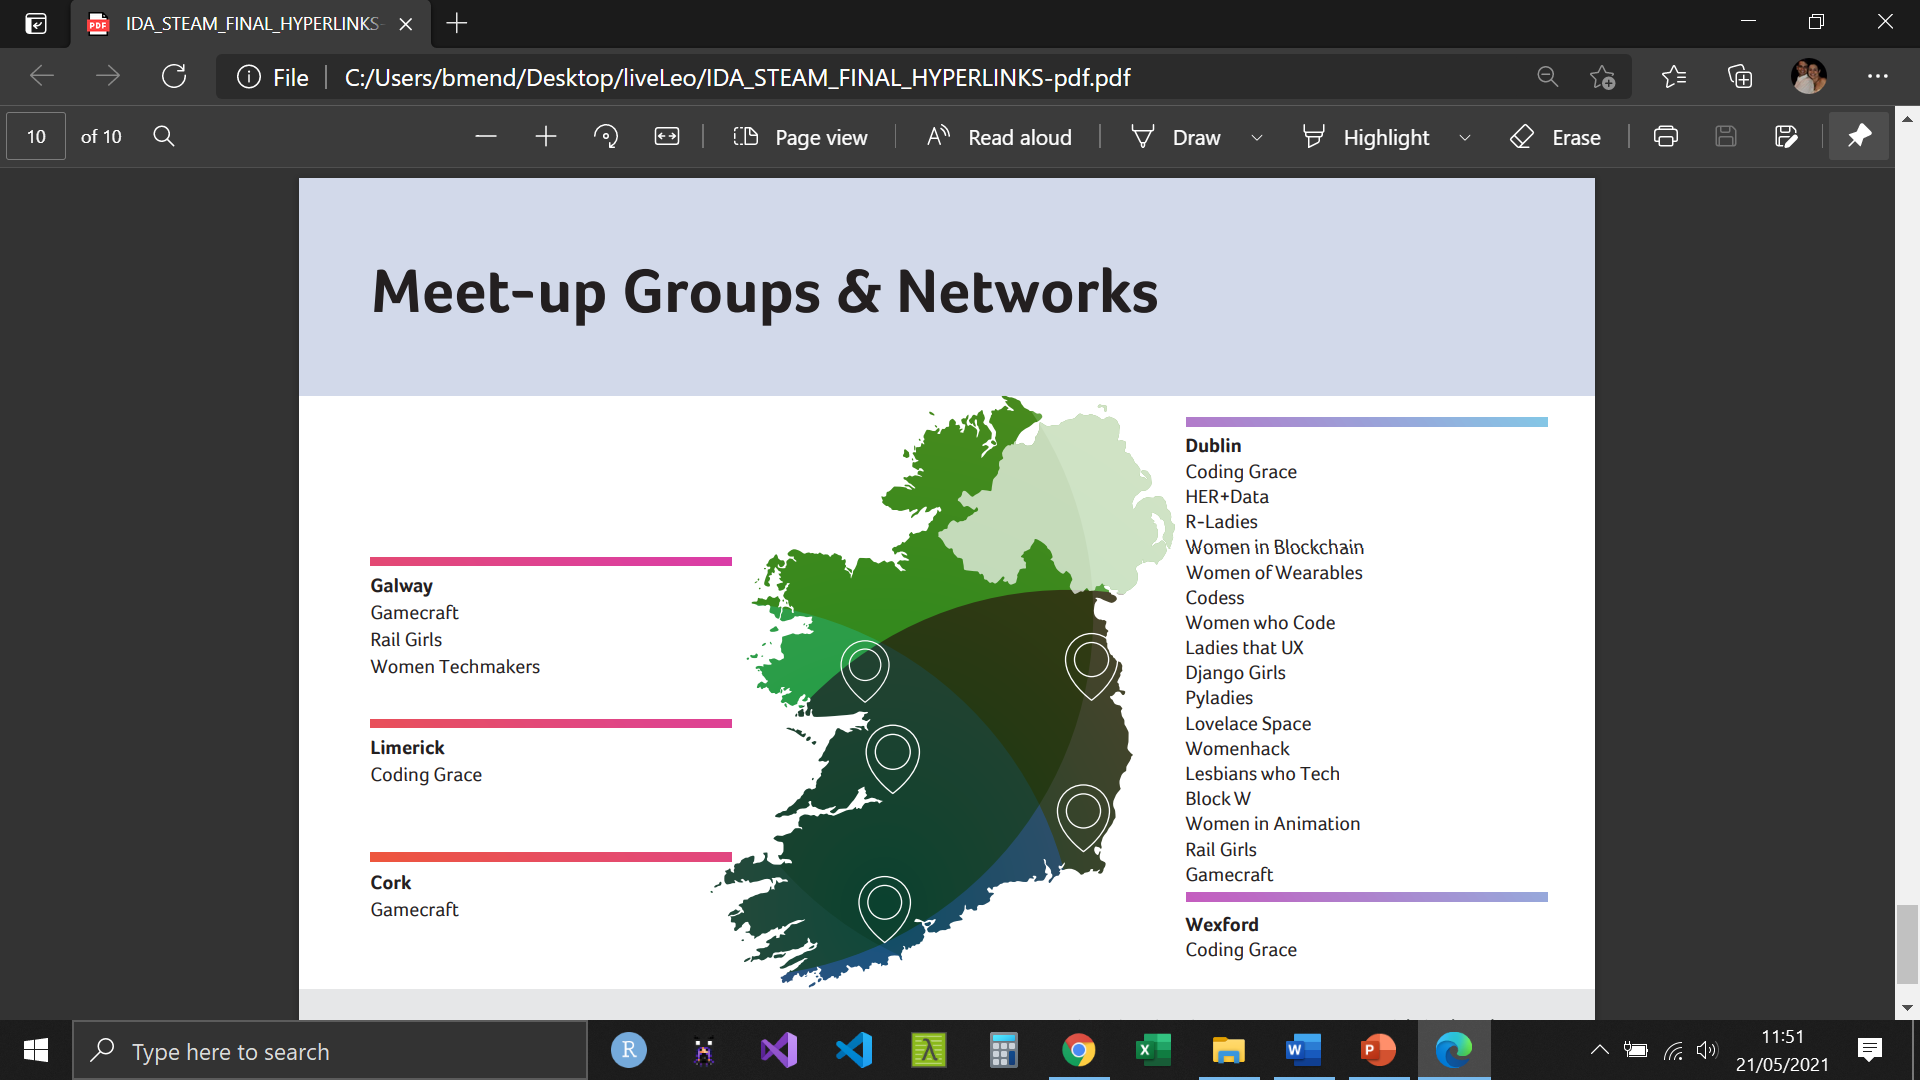 IDA_STEAM_FINAL_HYPERLINKS-
File
C:/Users/bmend/Desktop/liveLeo/IDA_STEAM_FINAL_HYPERLINKS-pdf.pdf
10 of 10
Page view
Read aloud
Draw
Highlight
Erase
Meet-up Groups & Networks
Galway
Gamecraft
Rail Girls
Women Techmakers
Limerick
Coding Grace
Cork
Gamecraft
Dublin
Coding Grace
HER+Data
R-Ladies
Women in Blockchain
Women of Wearables
Codess
Women who Code
Ladies that UX
Django Girls
Pyladies
Lovelace Space
Womenhack
Lesbians who Tech
Block W
Women in Animation
Rail Girls
Gamecraft
Wexford
Coding Grace
Type here to search
11:51
21/05/2021